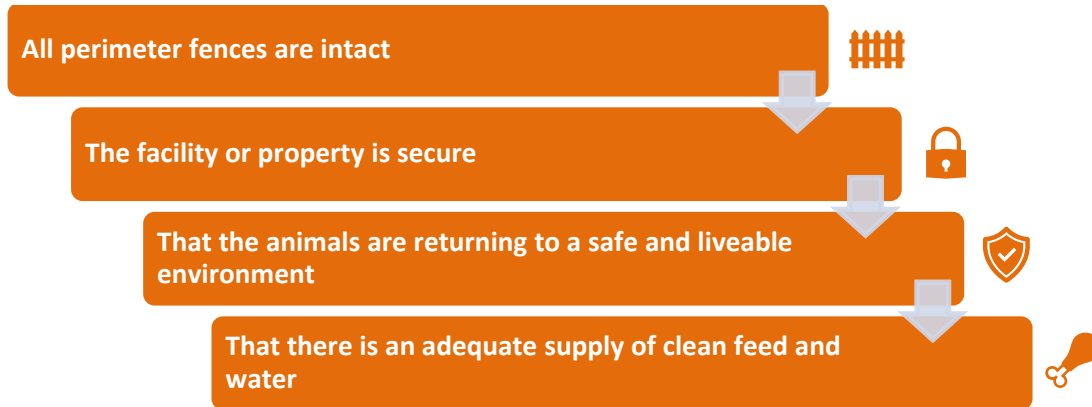 All perimeter fences are intact
The facility or property is secure
That the animals are returning to a safe and liveable
environment
That there is an adequate supply of clean feed and
water